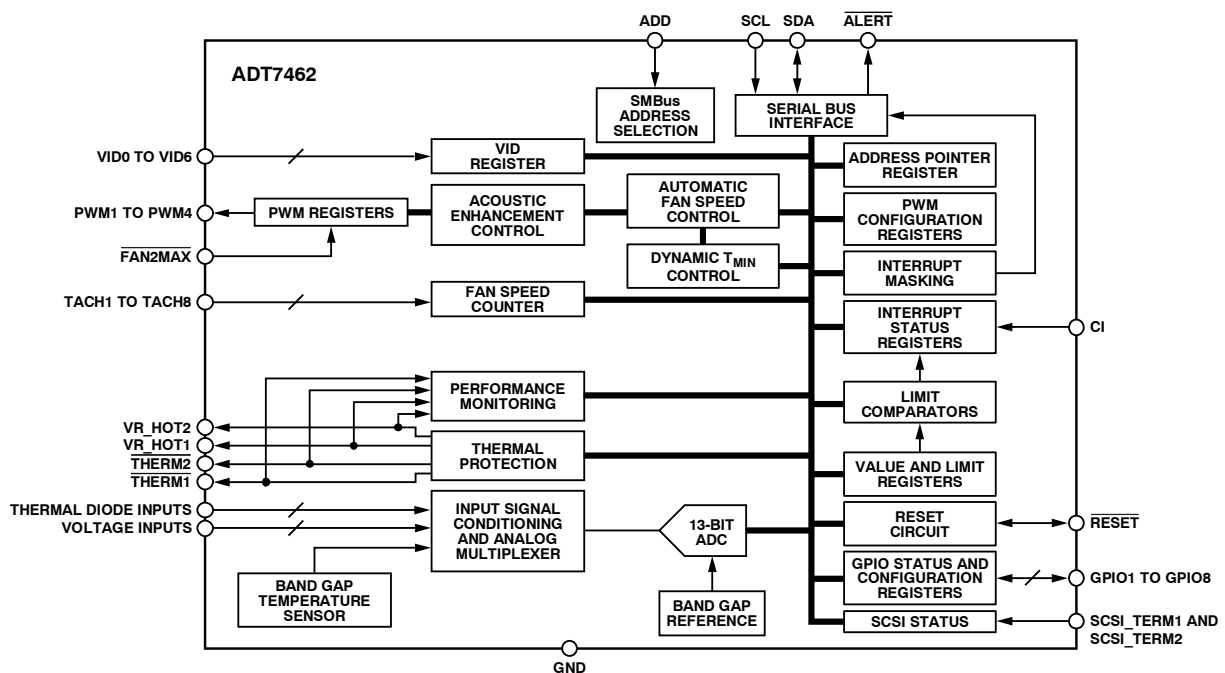 ADD
SCL
SDA
ALERT
ADT7462
SMBus
ADDRESS
SELECTION
SERIAL BUS
INTERFACE
VID0 TO VID6
VID
REGISTER
ADDRESS POINTER
REGISTER
PWM1 TO PWM4
PWM REGISTERS
ACOUSTIC
ENHANCEMENT
CONTROL
AUTOMATIC
FAN SPEED
CONTROL
PWM
CONFIGURATION
REGISTERS
FAN2MAX
DYNAMIC TMIN
CONTROL
INTERRUPT
MASKING
TACH1 TO TACH8
FAN SPEED
COUNTER
INTERRUPT
STATUS
REGISTERS
CI
PERFORMANCE
MONITORING
LIMIT
COMPARATORS
VR_HOT2
VR_HOT1
THERM2
THERM1
THERMAL
PROTECTION
VALUE AND LIMIT
REGISTERS
THERMAL DIODE INPUTS
VOLTAGE INPUTS
INPUT SIGNAL
CONDITIONING
AND ANALOG
MULTIPLEXER
13-BIT
ADC
RESET
CIRCUIT
RESET
BAND GAP
TEMPERATURE
SENSOR
BAND GAP
REFERENCE
GPIO STATUS AND
CONFIGURATION
REGISTERS
GPIO1 TO GPIO8
SCSI STATUS
SCSI_TERM1 AND
SCSI_TERM2
GND